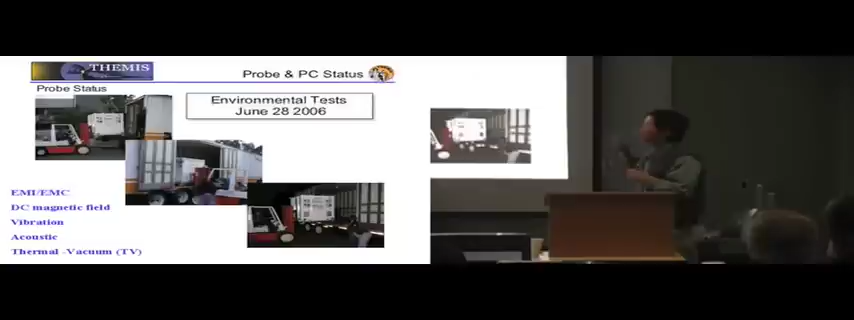 THEMIS
Probe & PC Status
Probe Status
Environmental Tests
June 28 2006
EMI/EMC
DC magnetic field
Vibration
Acoustic
Thermal -Vacuum (TV)